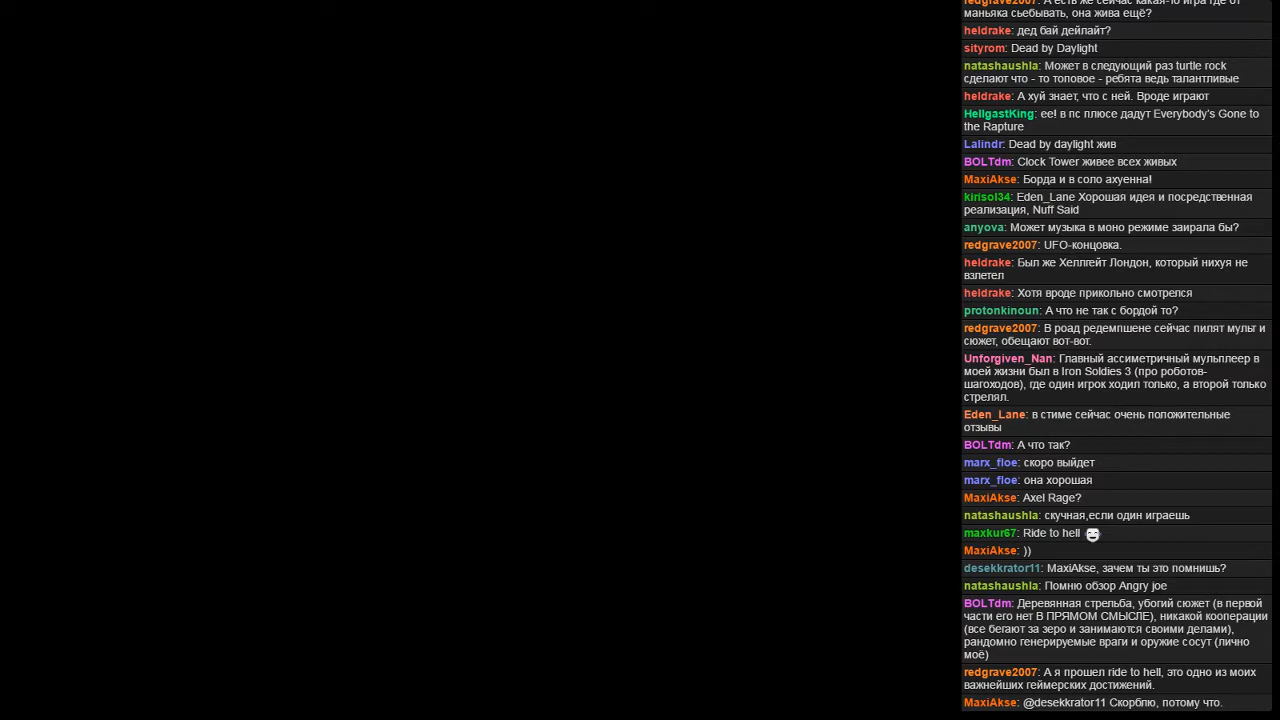 redgrave2007: А есть же сейчас какая-то игра где от
маньяка сьебывать, она жива ещё?
heldrake: дед бай дейлайт?
sityrom: Dead by Daylight
natashaushla: Может в следующий раз turtle rock
сделают что - то топовое - ребята ведь талантливые
heldrake: А хуй знает, что с ней. Вроде играют
HellgastKing: ее! в пс плюсе дадут Everybody's Gone to
the Rapture
Lalindr: Dead by daylight жив
BOLTdm: Clock Tower живее всех живых
MaxiAkse: Борда и в соло ахуенна!
kirisol34: Eden_Lane Хорошая идея и посредственная
реализация, Nuff Said
anyova: Может музыка в моно режиме заирала бы?
redgrave2007: UFO-концовка.
heldrake: Был же Хеллгейт Лондон, который нихуя не
взлетел
heldrake: Хотя вроде прикольно смотрелся
protonkinoun: А что не так с бордой то?
redgrave2007: В роад редемпшене сейчас пилят мульт и
сюжет, обещают вот-вот.
Unforgiven_Nan: Главный ассиметричный мульплеер в
моей жизни был в Iron Soldies 3 (про роботов-
шагоходов), где один игрок ходил только, а второй только
стрелял.
Eden_Lane: в стиме сейчас очень положительные
отзывы
BOLTdm: А что так?
marx_floe: скоро выйдет
marx_floe: она хорошая
MaxiAkse: Axel Rage?
natashaushla: скучная,если один играешь
maxkur67: Ride to hell
MaxiAkse: ))
desekkrator11: MaxiAkse, зачем ты это помнишь?
natashaushla: Помню обзор Angry joe
BOLTdm: Деревянная стрельба, убогий сюжет (в первой
части его нет В ПРЯМОМ СМЫСЛЕ), никакой кооперации
(все бегают за зеро и занимаются своими делами),
рандомно генерируемые враги и оружие сосут (лично
моё)
redgrave2007: А я прошел ride to hell, это одно из моих
важнейших геймерских достижений.
MaxiAkse: @desekkrator11 Скорблю, потому что.